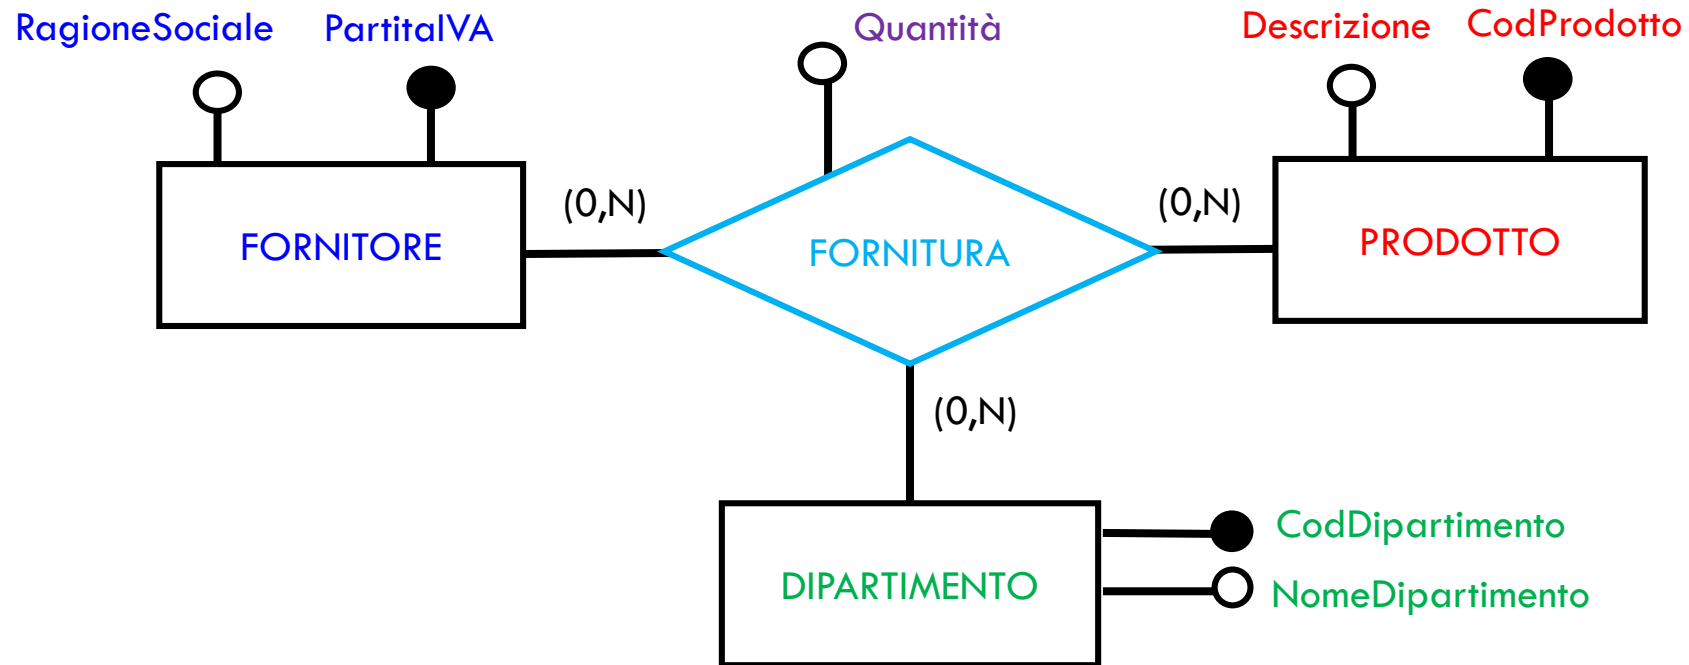 RagioneSociale
PartitaIVA
Quantità
Descrizione
CodProdotto
(0,N)
(0,N)
FORNITORE
FORNITURA
PRODOTTO
(0,N)
CodDipartimento
DIPARTIMENTO
NomeDipartimento